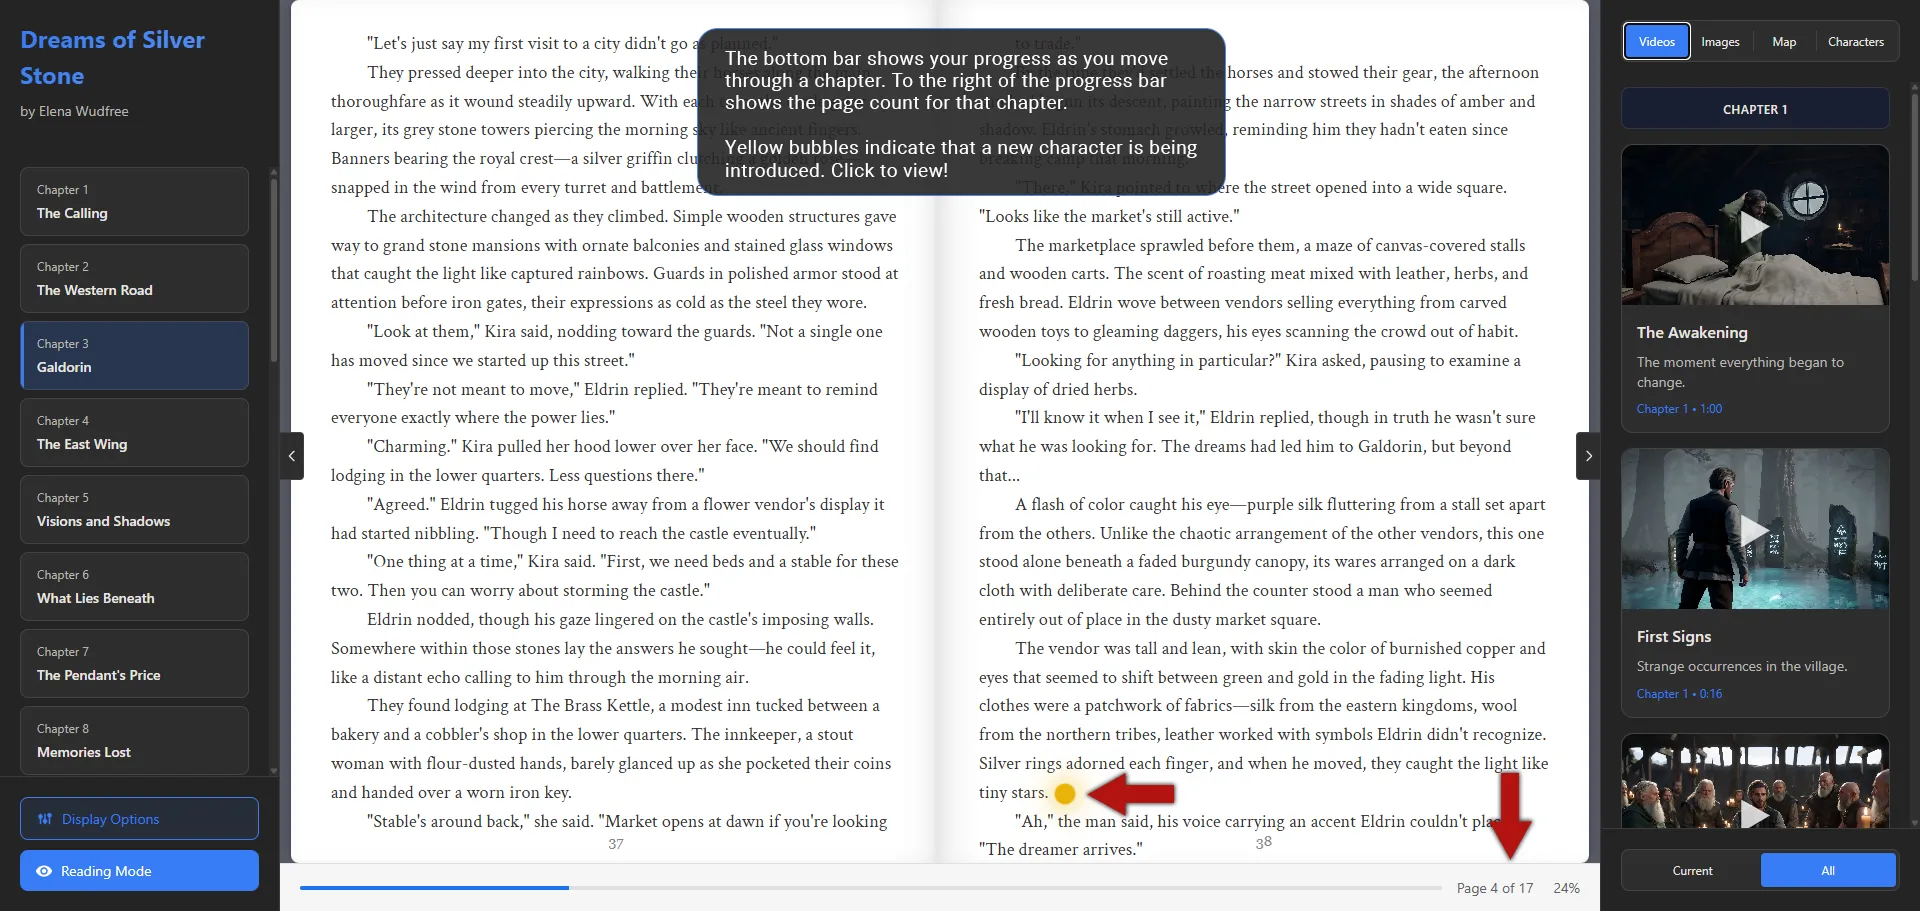 Dreams of Silver
Stone
by Elena Wudfree
Chapter 1
The Calling
Chapter 2
The Western Road
Chapter 3
Galdorin
Chapter 4
The East Wing
Chapter 5
Visions and Shadows
Chapter 6
What Lies Beneath
Chapter 7
The Pendant's Price
Chapter 8
Memories Lost
Display Options
Reading Mode
The bottom bar shows your progress as you move
through a chapter. To the right of the progress bar
shows the page count for that chapter.
Yellow bubbles indicate that a new character is being
introduced. Click to view!
"Let's just say my first visit to a city didn't go as planned."
They pressed deeper into the city, walking their
thoroughfare as it wound steadily upward. With each
larger, its grey stone towers piercing the morning sky like ancient fingers.
Banners bearing the royal crest—a silver griffin clutching a golden rose—
snapped in the wind from every turret and battlement.
The architecture changed as they climbed. Simple wooden structures gave
way to grand stone mansions with ornate balconies and stained glass windows
that caught the light like captured rainbows. Guards in polished armor stood at
attention before iron gates, their expressions as cold as the steel they wore.
"Look at them," Kira said, nodding toward the guards. "Not a single one
has moved since we started up this street."
"They're not meant to move," Eldrin replied. "They're meant to remind
everyone exactly where the power lies."
"Charming." Kira pulled her hood lower over her face. "We should find
lodging in the lower quarters. Less questions there."
"Agreed." Eldrin tugged his horse away from a flower vendor's display it
had started nibbling. "Though I need to reach the castle eventually."
"One thing at a time," Kira said. "First, we need beds and a stable for these
two. Then you can worry about storming the castle."
Eldrin nodded, though his gaze lingered on the castle's imposing walls.
Somewhere within those stones lay the answers he sought—he could feel it,
like a distant echo calling to him through the morning air.
They found lodging at The Brass Kettle, a modest inn tucked between a
bakery and a cobbler's shop in the lower quarters. The innkeeper, a stout
woman with flour-dusted hands, barely glanced up as she pocketed their coins
and handed over a worn iron key.
"Stable's around back," she said. "Market opens at dawn if you're looking
37
to trade."
settled the horses and stowed their gear, the afternoon
its descent, painting the narrow streets in shades of amber and
shadow. Eldrin's stomach growled, reminding him they hadn't eaten since
breaking camp that morning.
"There," Kira pointed to where the street opened into a wide square.
"Looks like the market's still active."
The marketplace sprawled before them, a maze of canvas-covered stalls
and wooden carts. The scent of roasting meat mixed with leather, herbs, and
fresh bread. Eldrin wove between vendors selling everything from carved
wooden toys to gleaming daggers, his eyes scanning the crowd out of habit.
"Looking for anything in particular?" Kira asked, pausing to examine a
display of dried herbs.
"I'll know it when I see it," Eldrin replied, though in truth he wasn't sure
what he was looking for. The dreams had led him to Galdorin, but beyond
that...
A flash of color caught his eye—purple silk fluttering from a stall set apart
from the others. Unlike the chaotic arrangement of the other vendors, this one
stood alone beneath a faded burgundy canopy, its wares arranged on a dark
cloth with deliberate care. Behind the counter stood a man who seemed
entirely out of place in the dusty market square.
The vendor was tall and lean, with skin the color of burnished copper and
eyes that seemed to shift between green and gold in the fading light. His
clothes were a patchwork of fabrics—silk from the eastern kingdoms, wool
from the northern tribes, leather worked with symbols Eldrin didn't recognize.
Silver rings adorned each finger, and when he moved, they caught the light like
tiny stars.
"Ah," the man said, his voice carrying an accent Eldrin couldn't
"The dreamer arrives."
38
Page 4 of 17
24%
Videos
Images
Map
Characters
CHAPTER 1
The Awakening
The moment everything began to
change.
Chapter 1 • 1:00
First Signs
Strange occurrences in the village.
Chapter 1 • 0:16
Current
All